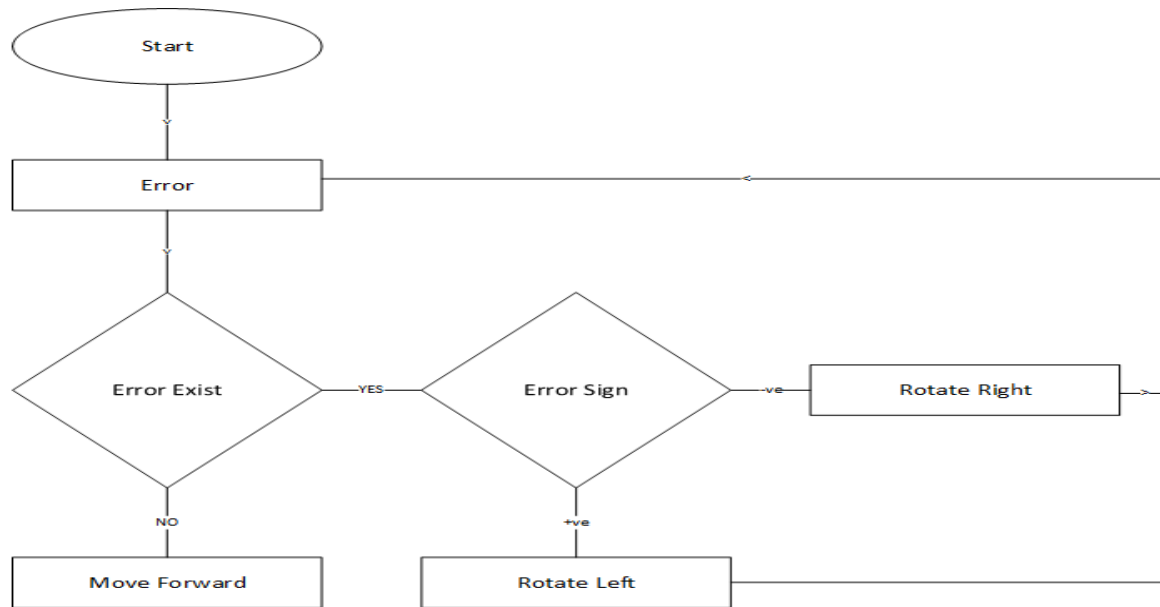 Start
Error
Error Exist
YES
Error Sign
-ve
Rotate Right
NO
+ve
Move Forward
Rotate Left